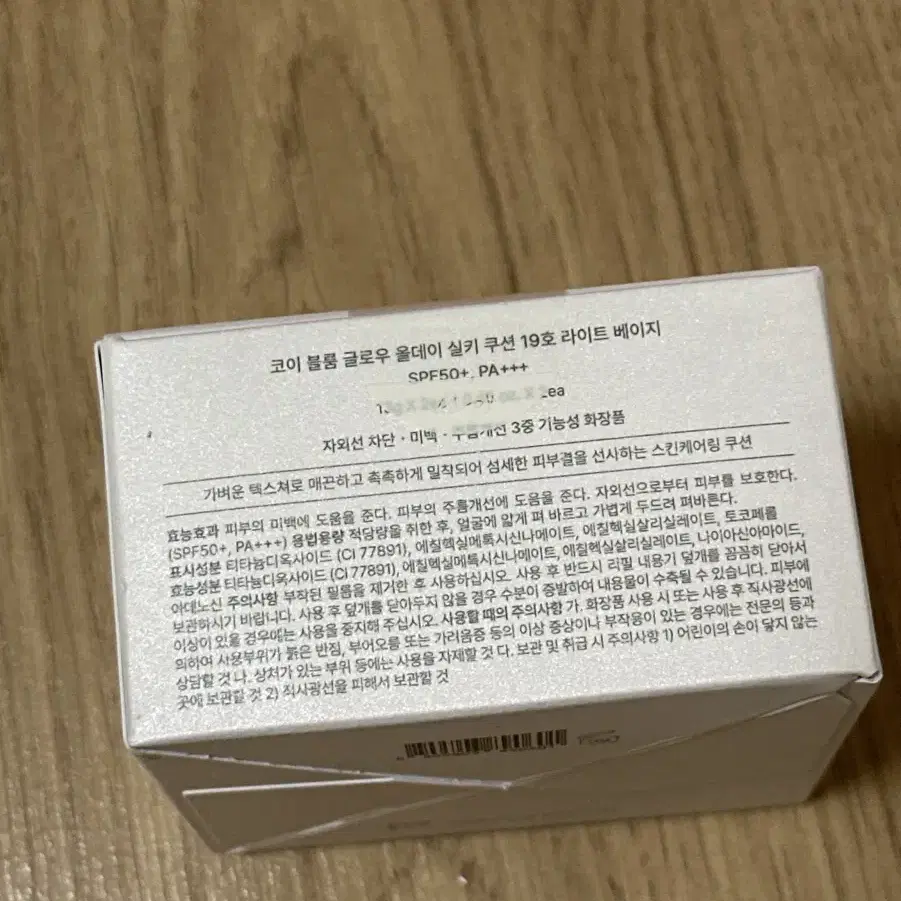 코이 블룸 글로우 올데이 실키 쿠션 19호 라이트 베이지
SPF50+, PA+++
자외선 차단 · 미백 · 주름개선 3중 기능성 화장품
가벼운 텍스쳐로 매끈하고 촉촉하게 밀착되어 섬세한 피부결을 선사하는 스킨케어링 쿠션
효능효과 피부의 미백에 도움을 준다. 피부의 주름개선에 도음을 준다. 자외선으로부터 피부를 보호한다.
(SPF50+, PA+++) 용법용량 적당량을 취한 후, 얼굴에 얇게 펴 바르고 가볍게 두드려 펴바른다.
표시성분 티타늄디옥사이드 (CI 77891), 에칠헥실메톡시신나메이트, 에칠헥실살리실레이트, 토코페롤
효능성분 티타늄디옥사이드 (CI 77891), 에칠헥실메톡시신나메이트, 에칠헥실살리실레이트, 나이아신아마이드,
아데노신 주의사항 부착된 필름을 제거한 후 사용하십시오. 사용 후 반드시 리필 내용기 덮개를 꼼꼼히 닫아서
보관하시기 바랍니다. 사용 후 덮개를 닫아두지 않을 경우 수분이 증발하여 내용물이 수축될 수 있습니다. 피부에
이상이 있을 경우에는 사용을 중지해 주십시오. 사용할 때의 주의사항 가. 화장품 사용 시 또는 사용 후 직사광선에
의하여 사용부위가 붉은 반점, 부어오름 또는 가려움증 등의 이상 증상이나 부작용이 있는 경우에는 전문의 등과
상담할 것 나. 상처가 있는 부위 등에는 사용을 자제할 것 다. 보관 및 취급 시 주의사항 1) 어린이의 손이 닿지 않는
곳에 보관할 것 2) 직사광선을 피해서 보관할 것